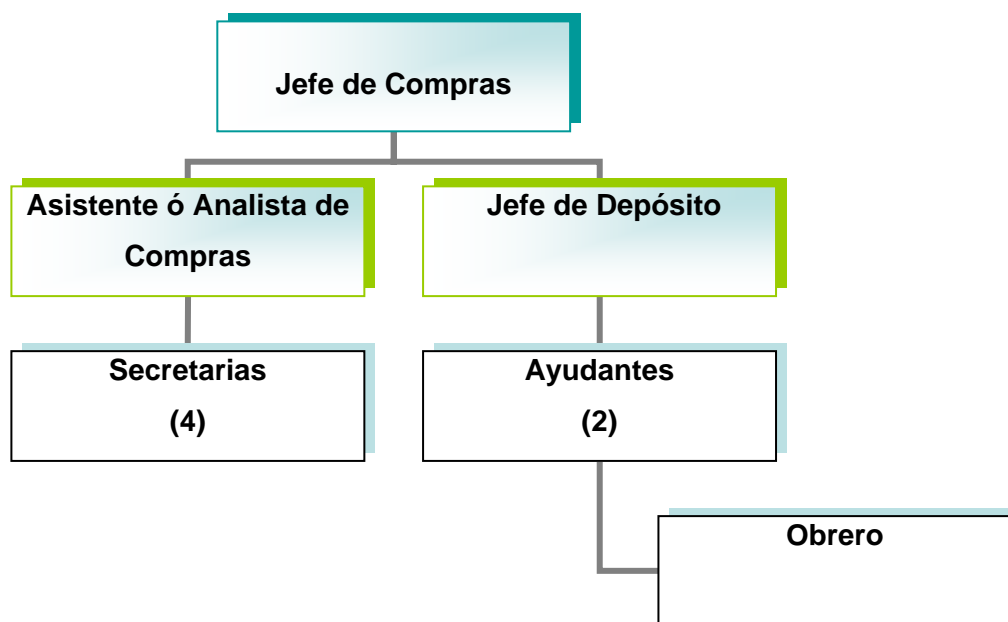 Jefe de Compras
Asistente ó Analista de
Compras
Jefe de Depósito
Secretarias
(4)
Ayudantes
(2)
Obrero